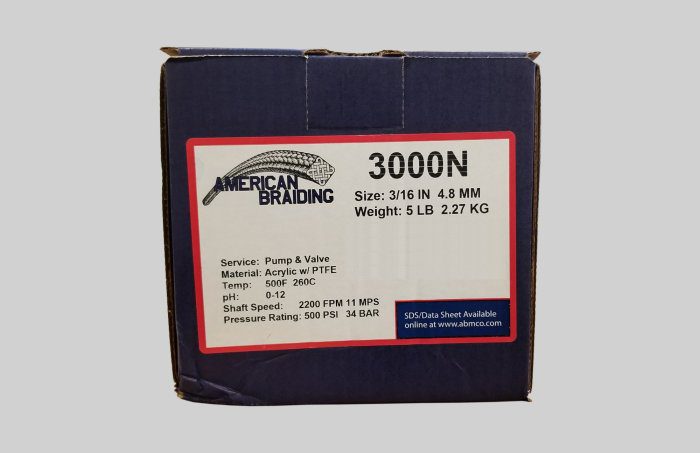 AMERICAN
BRAIDING
3000N
Size: 3/16 IN 4.8 MM
Weight: 5 LB 2.27 KG
Service: Pump & Valve
Material: Acrylic w/ PTFE
Temp: 500F 260C
pH: 0-12
Shaft Speed: 2200 FPM 11 MPS
Pressure Rating: 500 PSI 34 BAR
SDS/Data Sheet Available
online at www.abmco.com